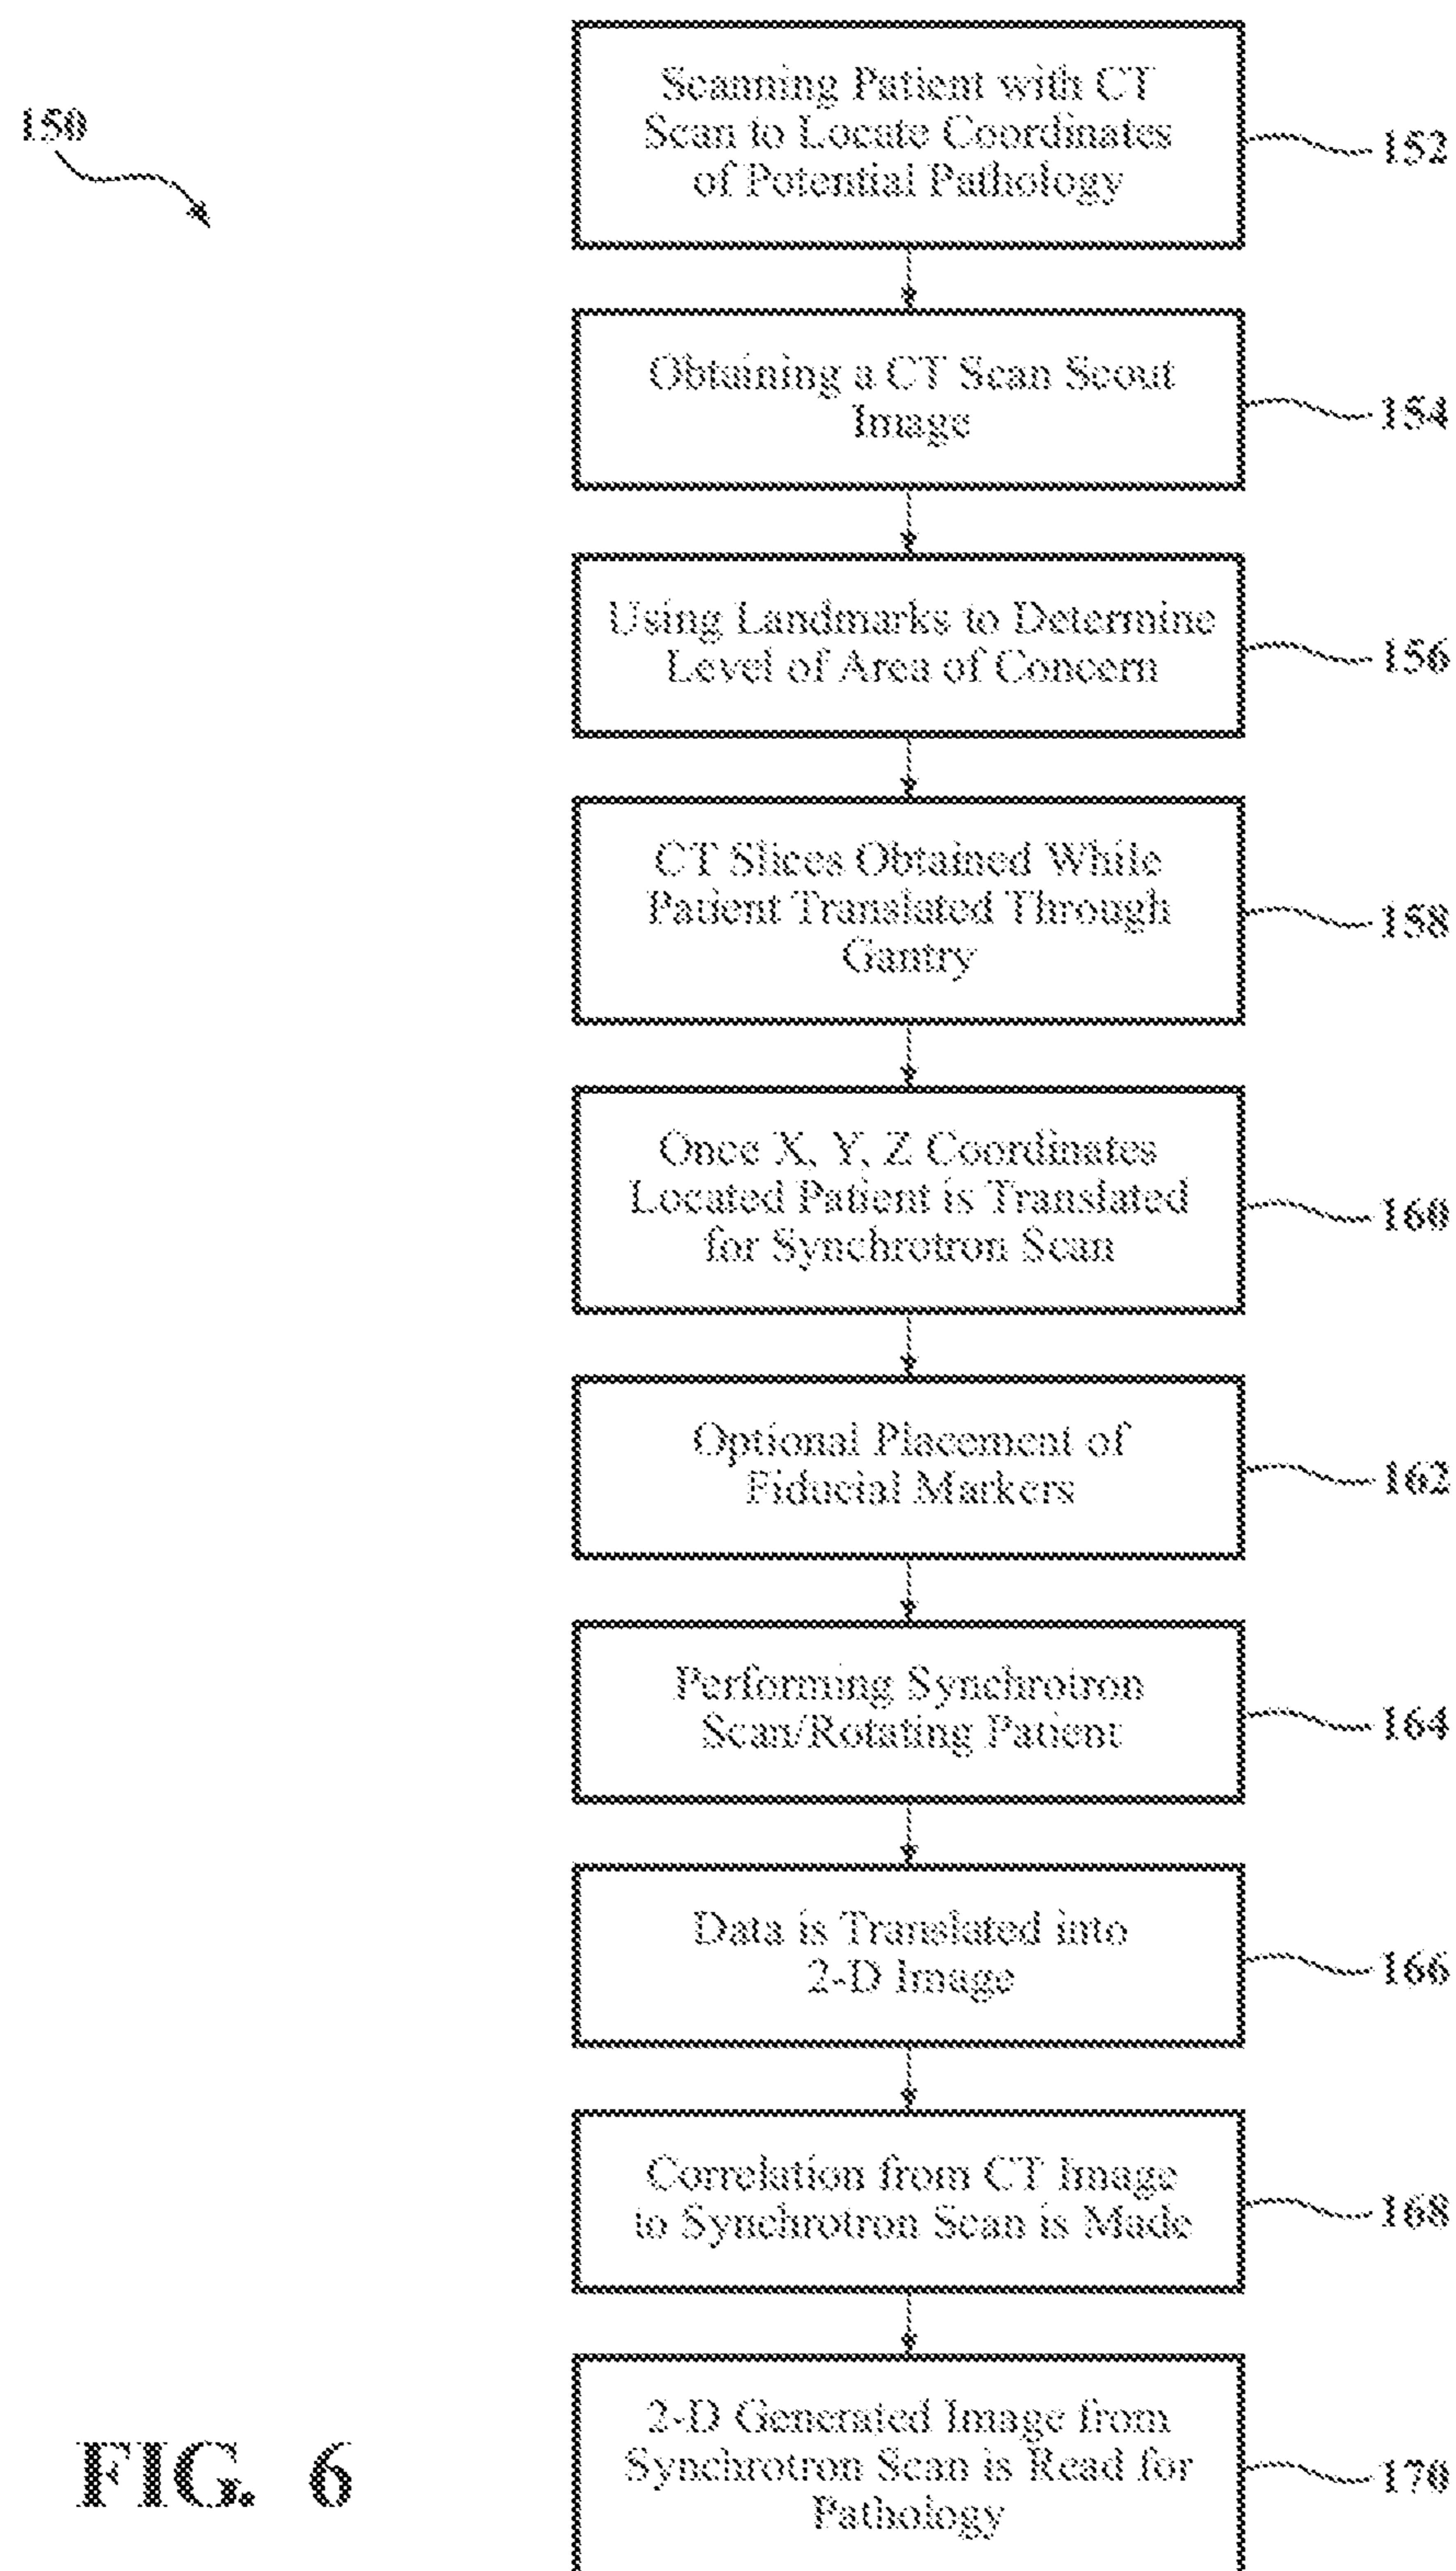 150
Scanning Patient with CT
Scan to Locate Coordinates
of Potential Pathology
152
Obtaining a CT Scan Scout
Image
154
Using Landmarks to Determine
Level of Area of Concern
156
CT Slices Obtained While
Patient Translated Through
Gantry
158
Once X, Y, Z Coordinates
Located Patient is Translated
for Synchrotron Scan
160
Optional Placement of
Fiducial Markers
162
Performing Synchrotron
Scan/Rotating Patient
164
Data is Translated into
2-D Image
166
Correlation from CT Image
to Synchrotron Scan is Made
168
2-D Generated Image from
Synchrotron Scan is Read for
Pathology
170
FIG. 6